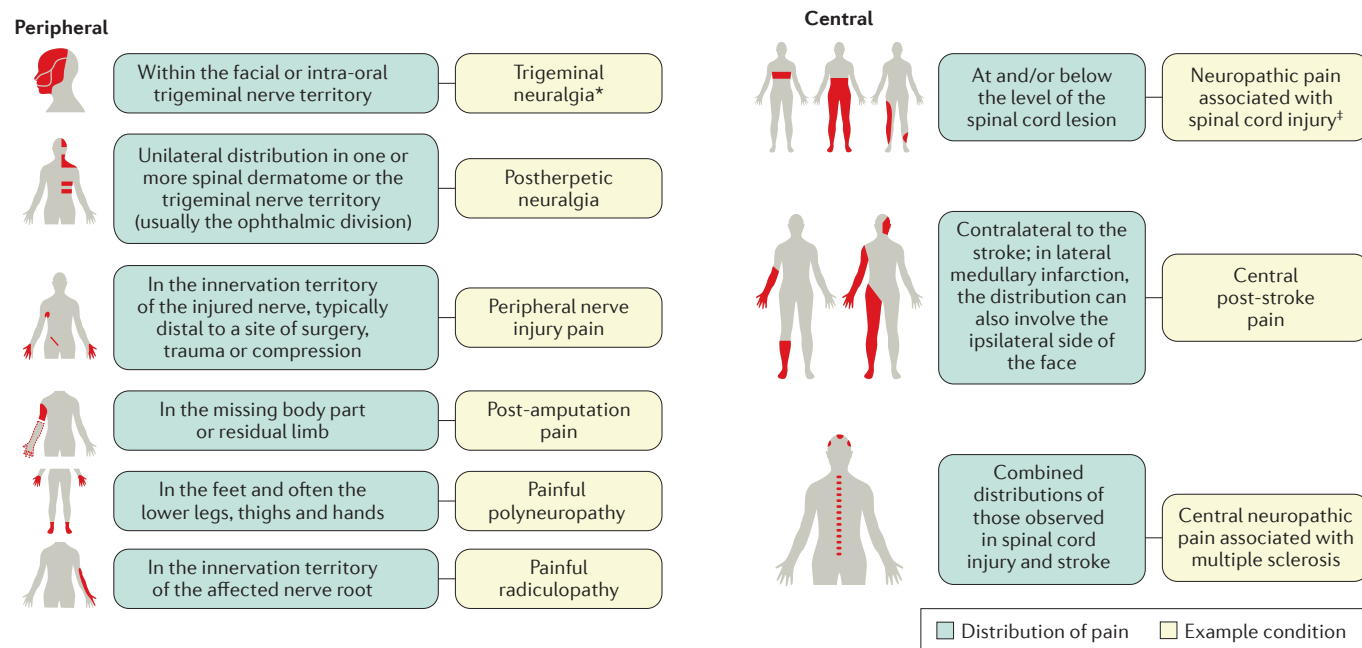 Peripheral
Within the facial or intra-oral
trigeminal nerve territory
Trigeminal
neuralgia*
Unilateral distribution in one or
more spinal dermatome or the
trigeminal nerve territory
(usually the ophthalmic division)
Postherpetic
neuralgia
In the innervation territory
of the injured nerve, typically
distal to a site of surgery,
trauma or compression
Peripheral nerve
injury pain
In the missing body part
or residual limb
Post-amputation
pain
In the feet and often the
lower legs, thighs and hands
Painful
polyneuropathy
In the innervation territory
of the affected nerve root
Painful
radiculopathy
Central
At and/or below
the level of the
spinal cord lesion
Neuropathic pain
associated with
spinal cord injury‡
Contralateral to the
stroke; in lateral
medullary infarction,
the distribution can
also involve the
ipsilateral side of
the face
Central
post-stroke
pain
Combined
distributions of
those observed
in spinal cord
injury and stroke
Central neuropathic
pain associated with
multiple sclerosis
Distribution of pain
Example condition